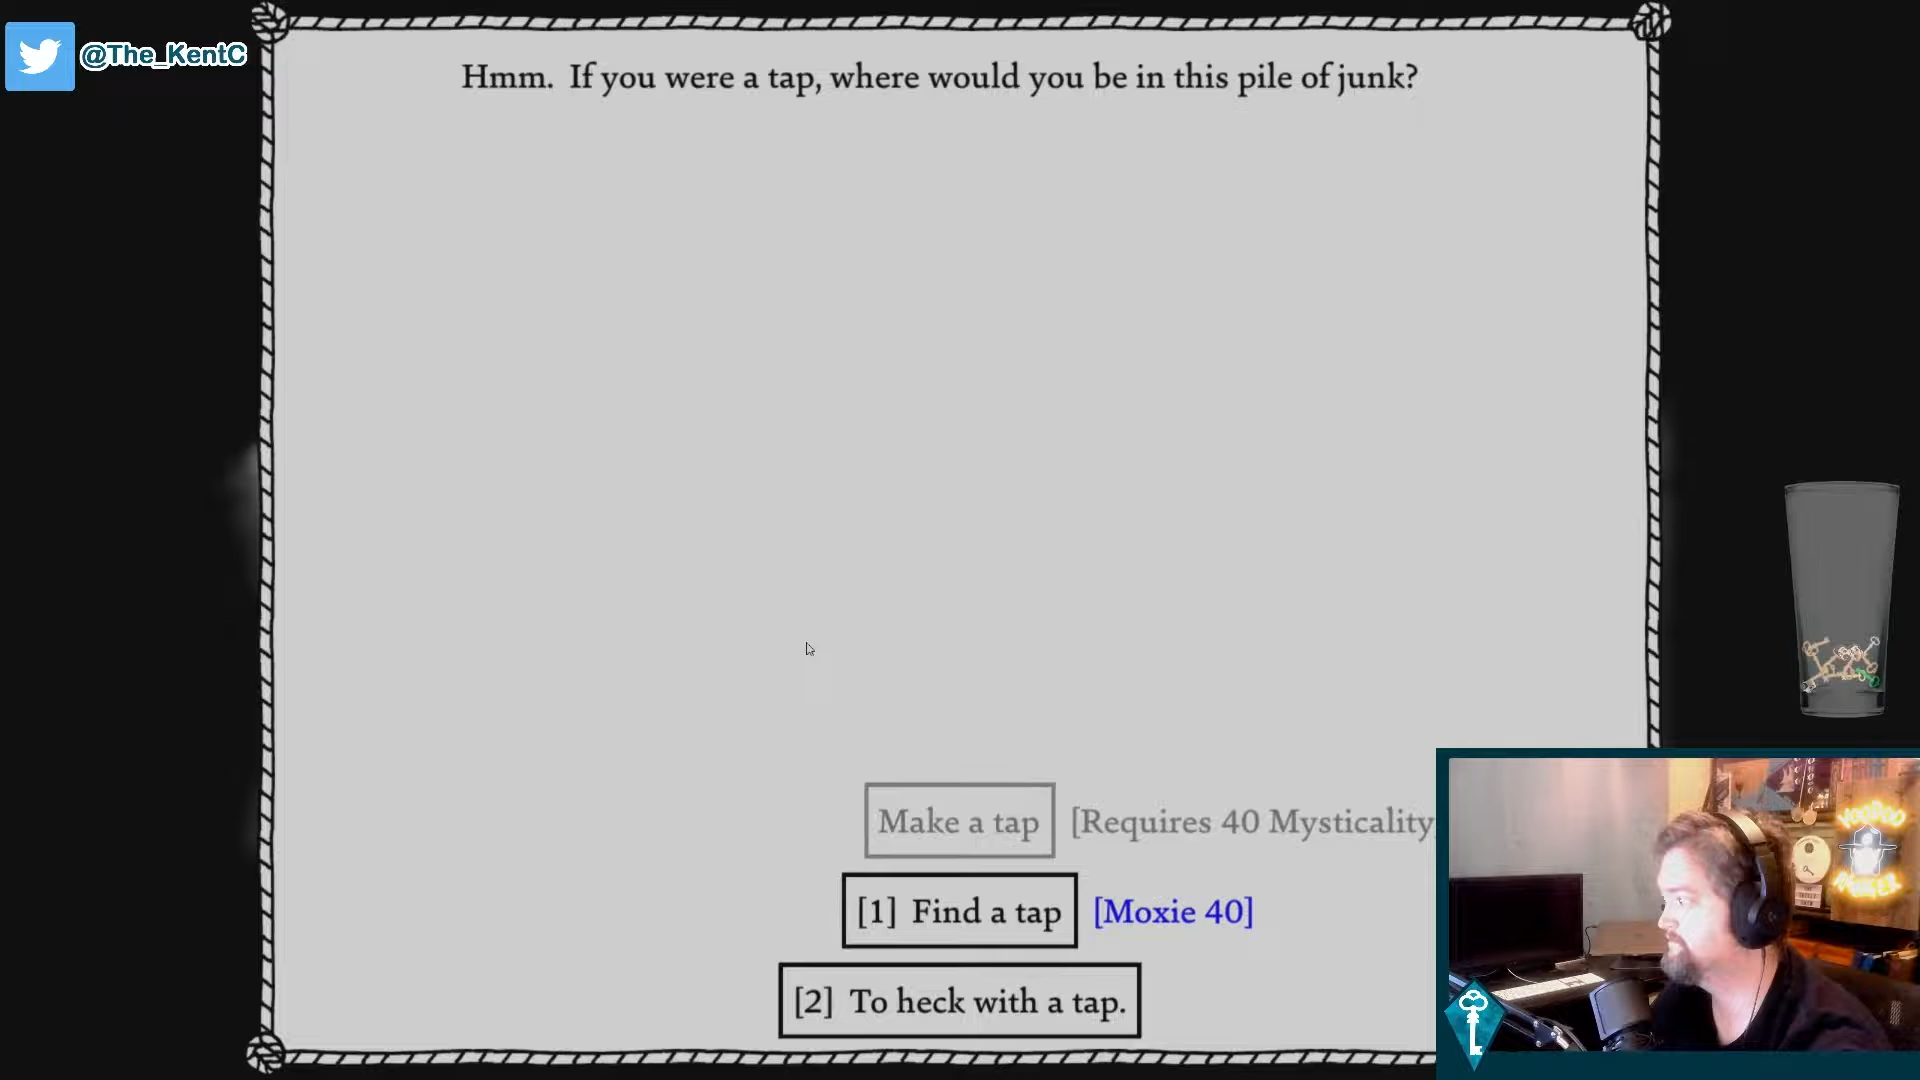 @The_KentC
Hmm. If you were a tap, where would you be in this pile of junk?
Make a tap [Requires 40 Mysticality
[1] Find a tap [Moxie 40]
[2] To heck with a tap.
VOODOO